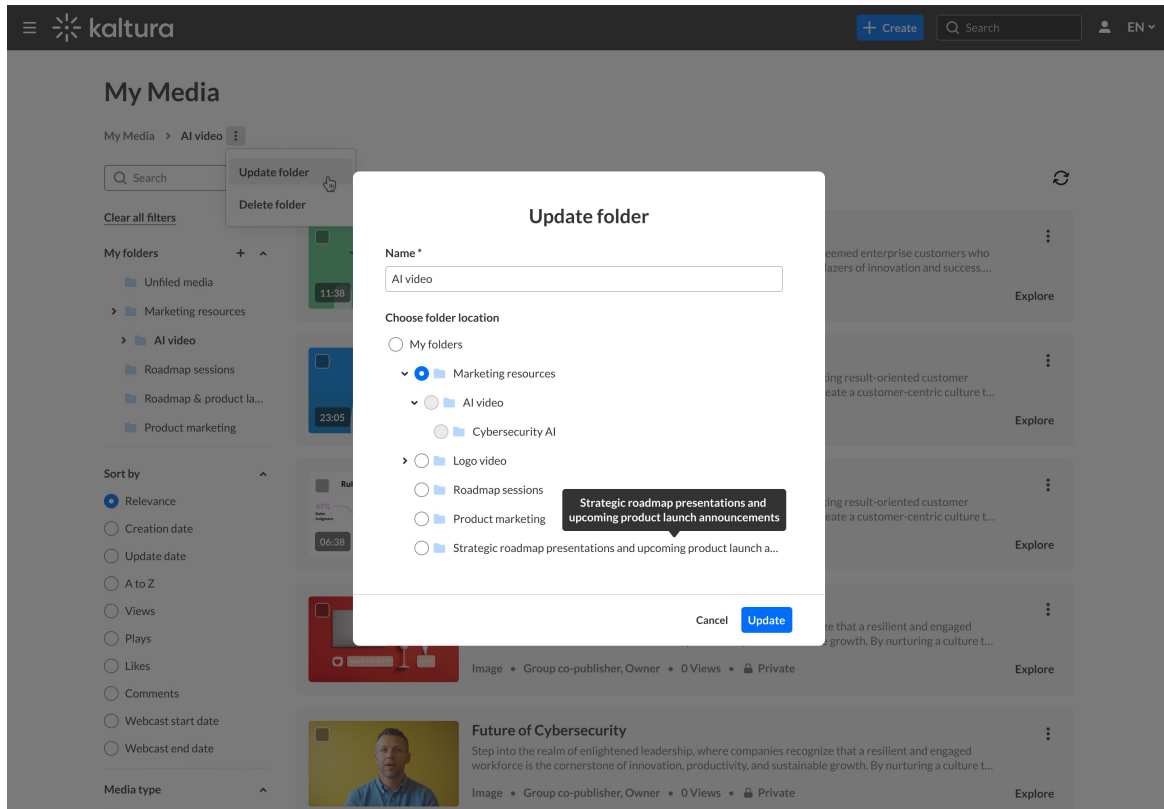 kaltura
+ Create
Search
EN
My Media
My Media > AI video
Search
Update folder
Delete folder
Clear all filters
My folders
Unfiled media
Marketing resources
AI video
Roadmap sessions
Roadmap & product la...
Product marketing
Sort by
Relevance
Creation date
Update date
A to Z
Views
Plays
Likes
Comments
Webcast start date
Webcast end date
Media type
Update folder
Name *
AI video
Choose folder location
My folders
Marketing resources
AI video
Cybersecurity AI
Logo video
Roadmap sessions
Product marketing
Strategic roadmap presentations and
upcoming product launch announcements
Strategic roadmap presentations and upcoming product launch a...
Cancel
Update
11:38
eemed enterprise customers who
lazers of innovation and success....
Explore
23:05
ing result-oriented customer
eate a customer-centric culture t...
Explore
Rul
47%
06:38
ing result-oriented customer
eate a customer-centric culture t...
Explore
ze that a resilient and engaged
e growth. By nurturing a culture t...
Image • Group co-publisher, Owner • 0 Views • Private
Explore
Future of Cybersecurity
Step into the realm of enlightened leadership, where companies recognize that a resilient and engaged
workforce is the cornerstone of innovation, productivity, and sustainable growth. By nurturing a culture t...
Image • Group co-publisher, Owner • 0 Views • Private
Explore